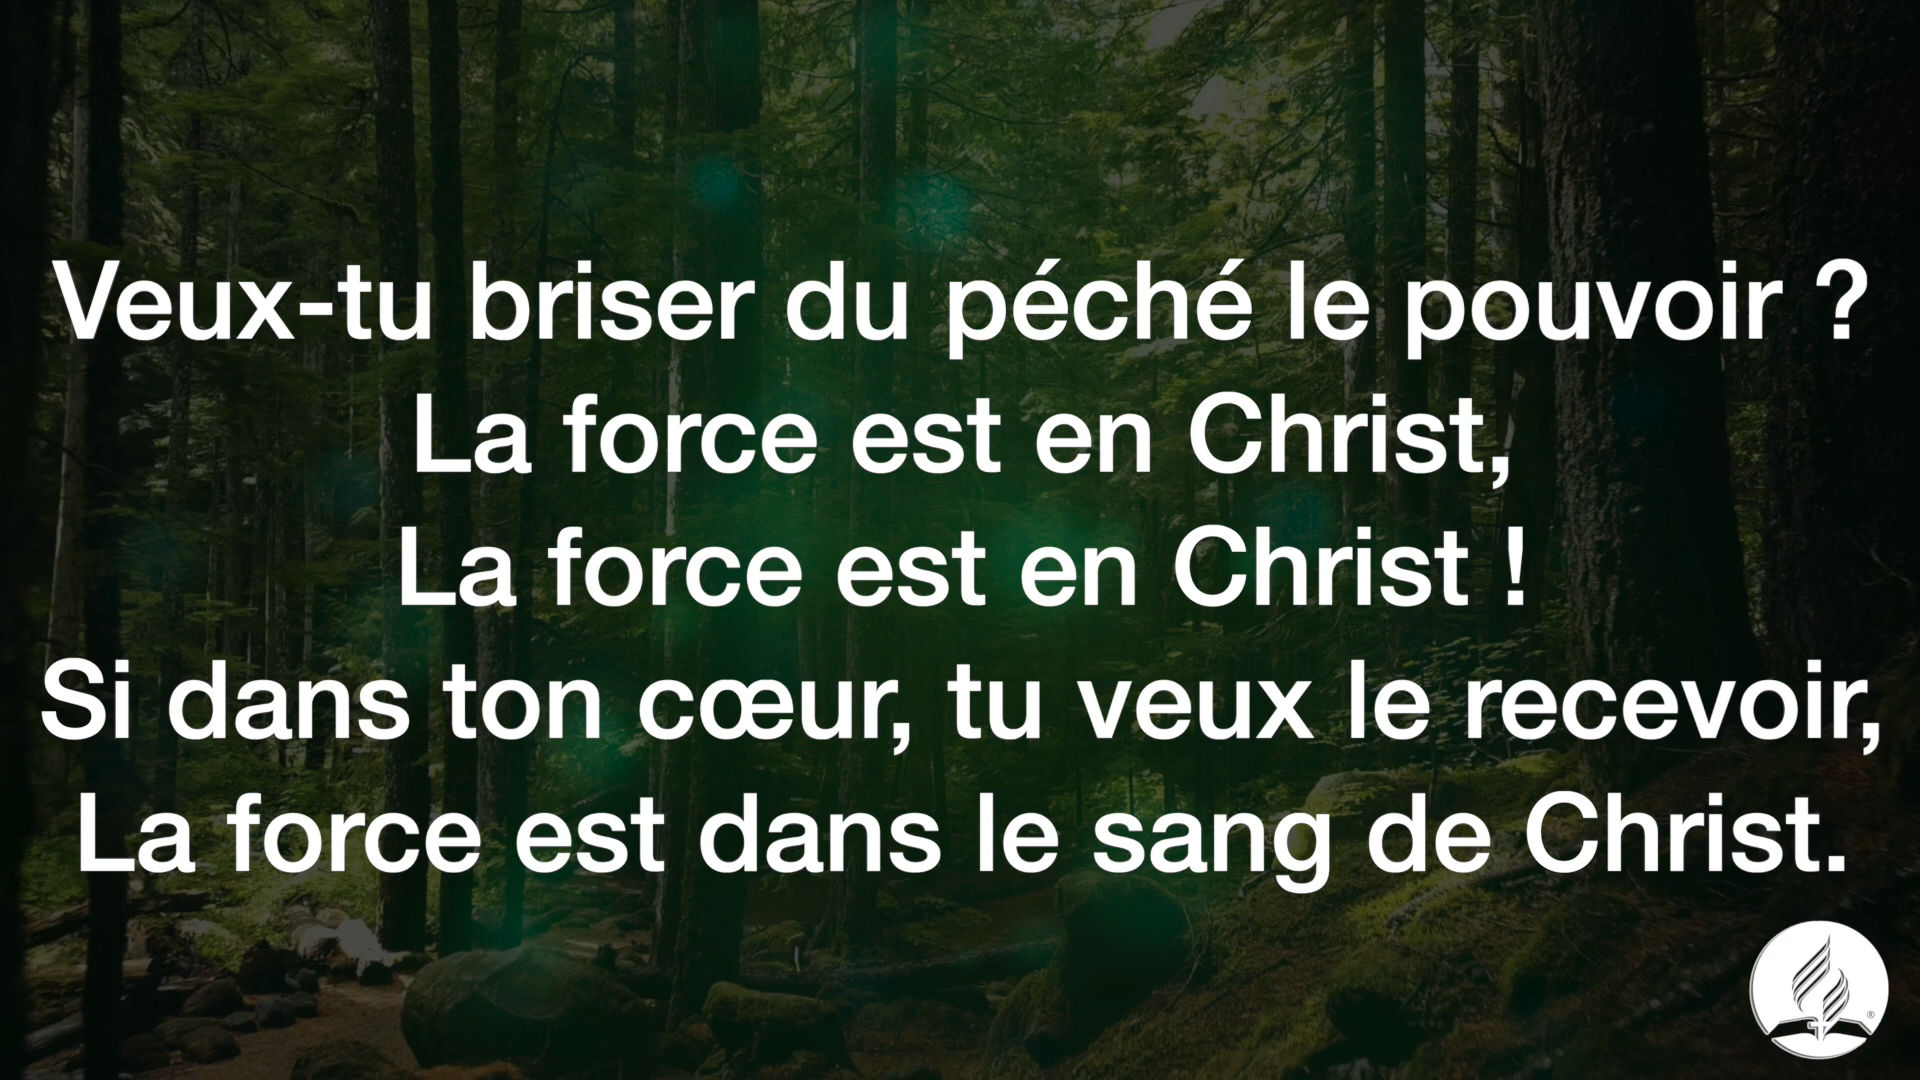 Veux-tu briser du péché le pouvoir ?
La force est en Christ,
La force est en Christ !
Si dans ton cœur, tu veux le recevoir,
La force est dans le sang de Christ.
®